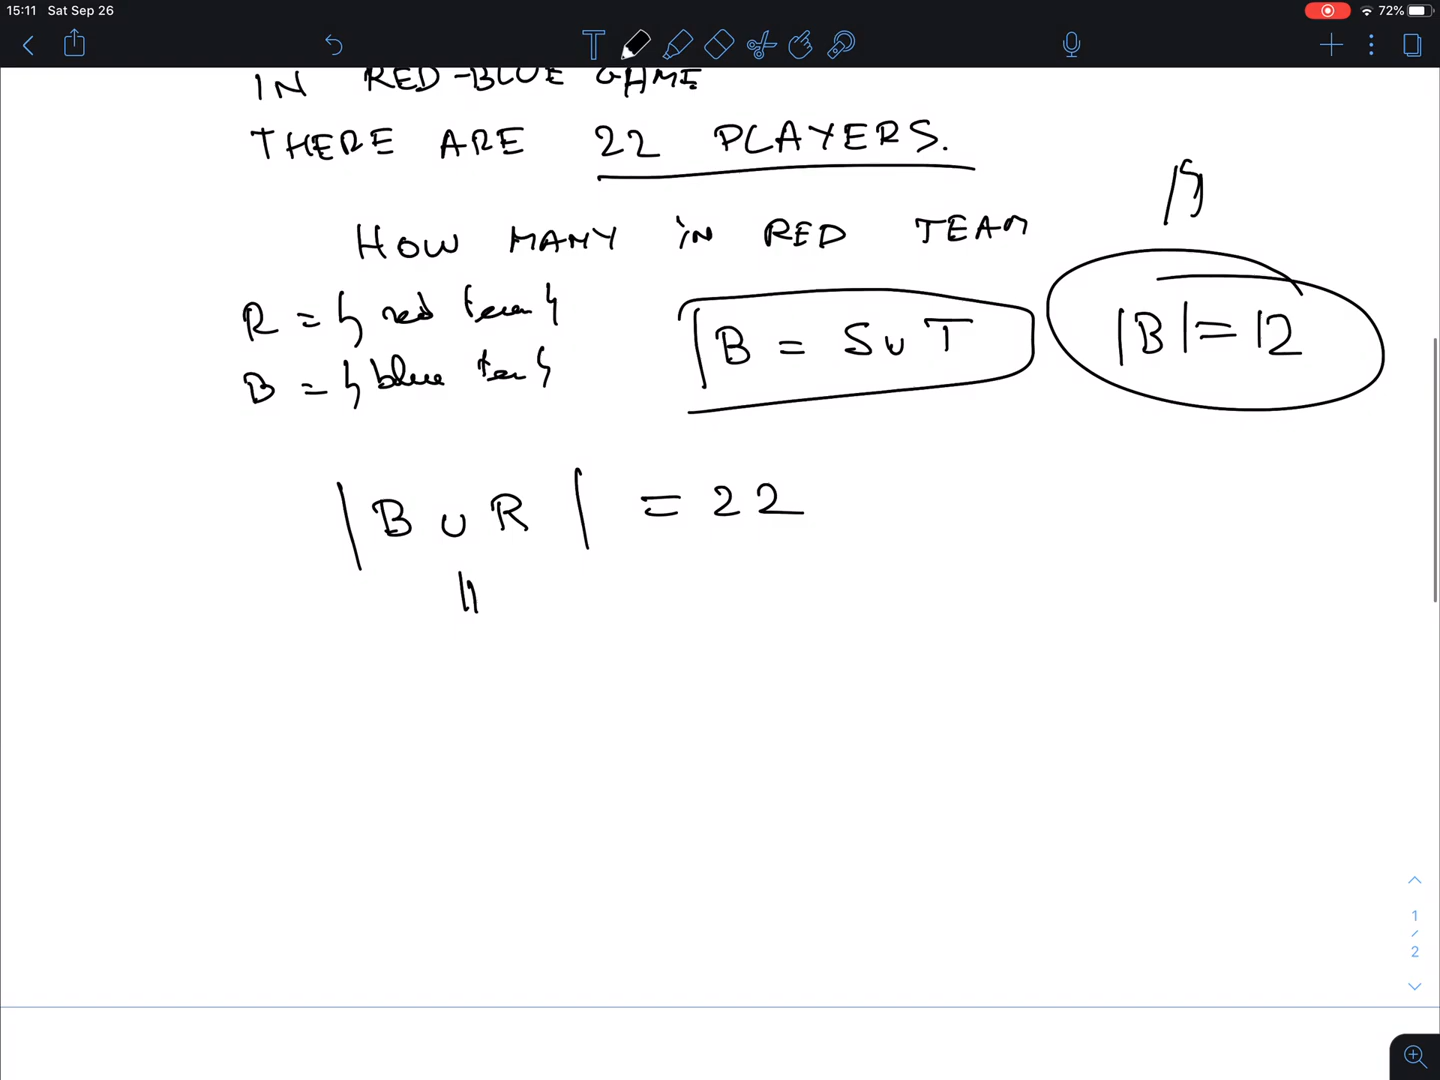 15:11 Sat Sep 26
72%
IN RED-BLUE GAME
THERE ARE 22 PLAYERS.
HOW MANY IN RED TEAM
R = { red team }
B = { blue team }
B = S ∪ T
|B| = 12
| B ∪ R | = 22
1
/
2